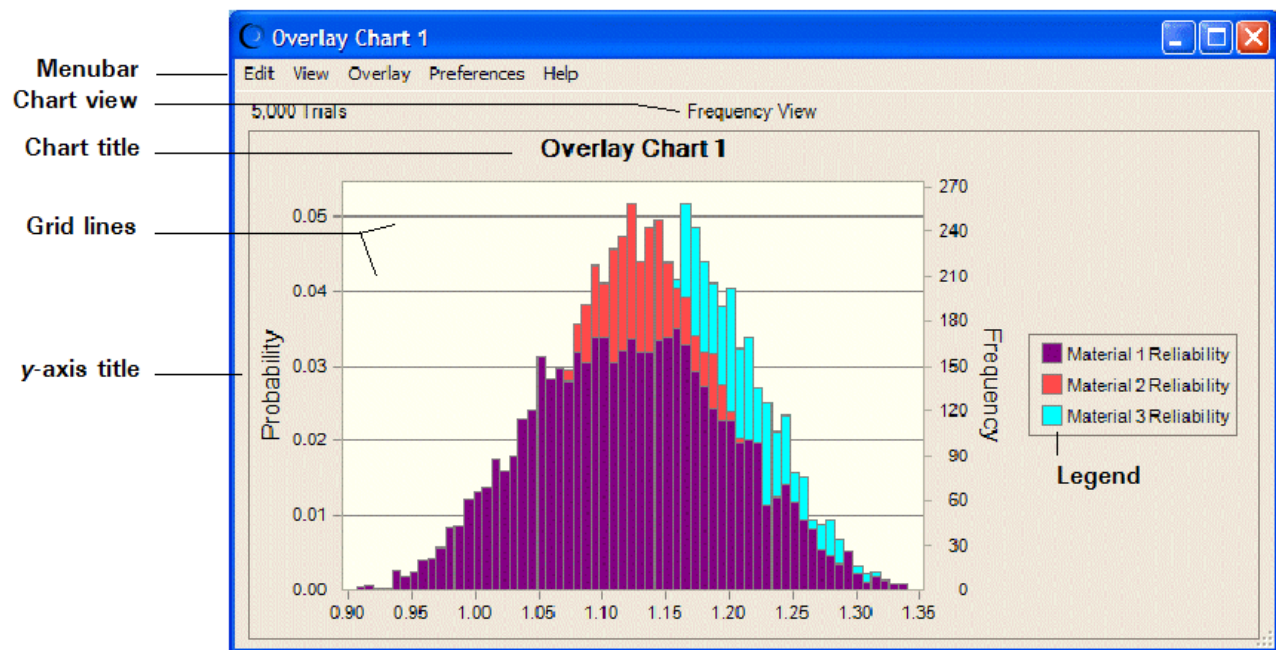 Overlay Chart 1
Menubar
Edit View Overlay Preferences Help
Chart view
5,000 Trials
Frequency View
Chart title
Overlay Chart 1
Grid lines
y-axis title
Probability
0.05
0.04
0.03
0.02
0.01
0.00
0.90 0.95 1.00 1.05 1.10 1.15 1.20 1.25 1.30 1.35
270
240
210
180
150
120
90
60
30
0
Frequency
Material 1 Reliability
Material 2 Reliability
Material 3 Reliability
Legend